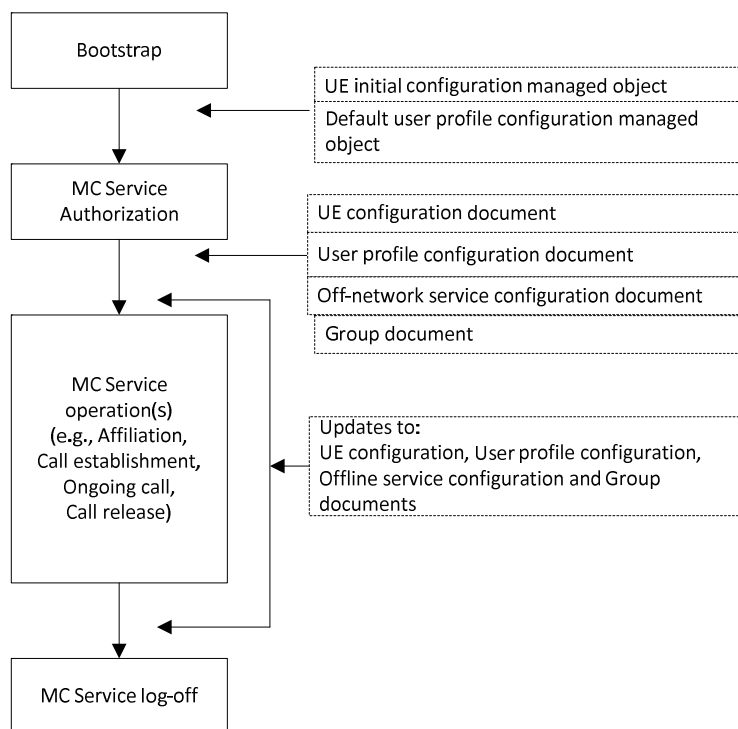 Bootstrap
UE initial configuration managed object
Default user profile configuration managed
object
MC Service
Authorization
UE configuration document
User profile configuration document
Off-network service configuration document
Group document
MC Service
operation(s)
(e.g., Affiliation,
Call establishment,
Ongoing call,
Call release)
Updates to:
UE configuration, User profile configuration,
Offline service configuration and Group
documents
MC Service log-off